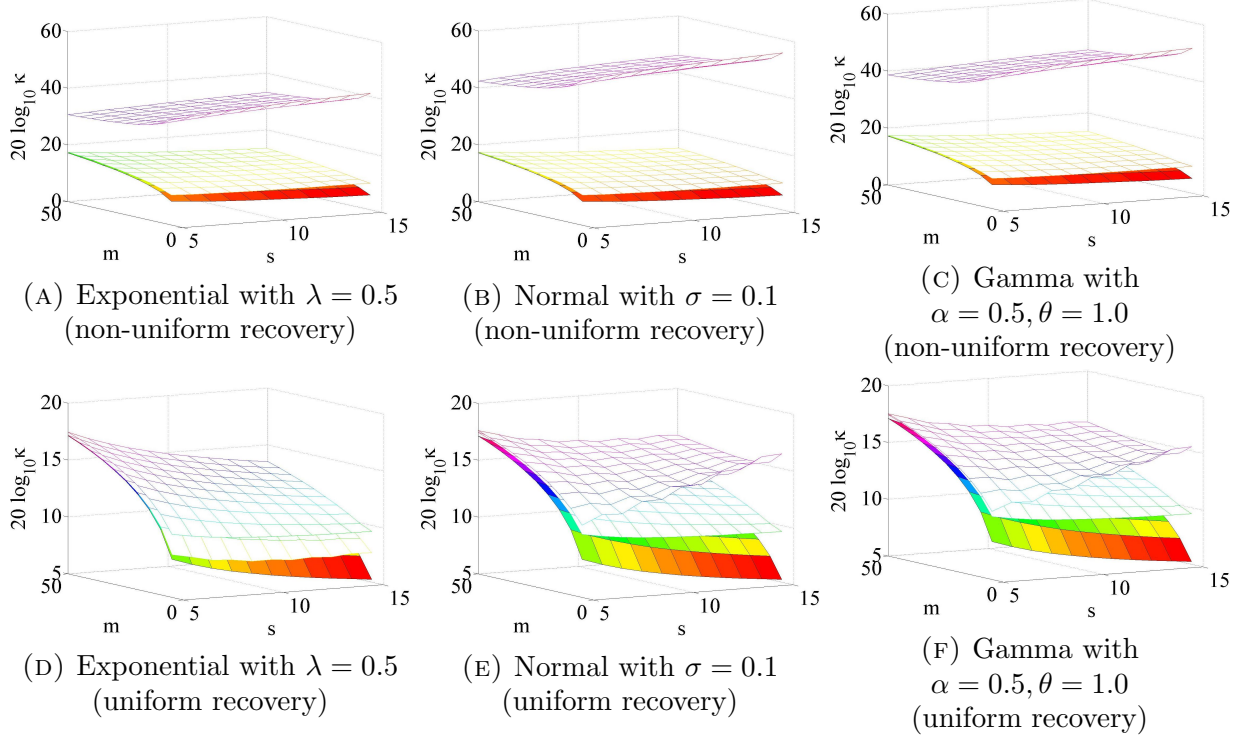 60
40
20
0
50
20 log10 κ
m
0
5
10
15
s
(A) Exponential with λ = 0.5
(non-uniform recovery)
60
40
20
0
50
20 log10 κ
m
0
5
10
15
s
(B) Normal with σ = 0.1
(non-uniform recovery)
60
40
20
0
50
20 log10 κ
m
0
5
10
15
s
(C) Gamma with
α = 0.5, θ = 1.0
(non-uniform recovery)
20
15
10
5
50
20 log10 κ
m
0
5
10
15
s
(D) Exponential with λ = 0.5
(uniform recovery)
20
15
10
5
50
20 log10 κ
m
0
5
10
15
s
(E) Normal with σ = 0.1
(uniform recovery)
20
15
10
5
50
20 log10 κ
m
0
5
10
15
s
(F) Gamma with
α = 0.5, θ = 1.0
(uniform recovery)